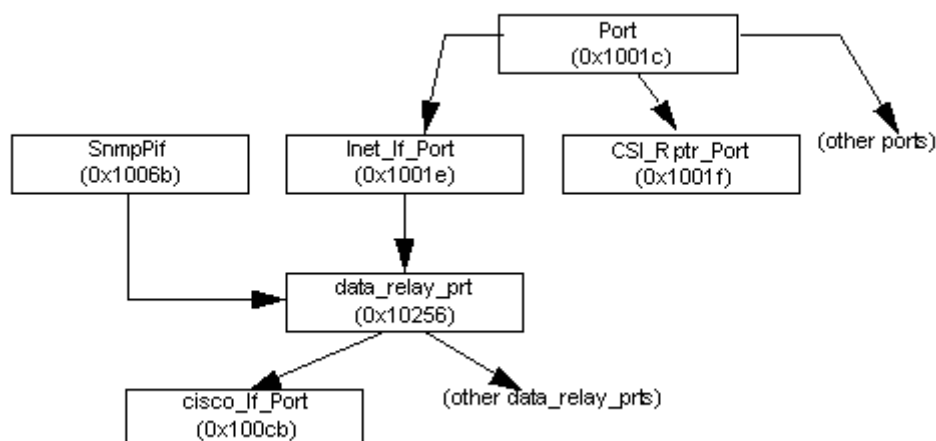 Port
(0x1001c)
(other ports)
SnmpPif
(0x1006b)
Inet_If_Port
(0x1001e)
CSI_Rptr_Port
(0x1001f)
data_relay_prt
(0x10256)
cisco_If_Port
(0x100cb)
(other data_relay_prts)